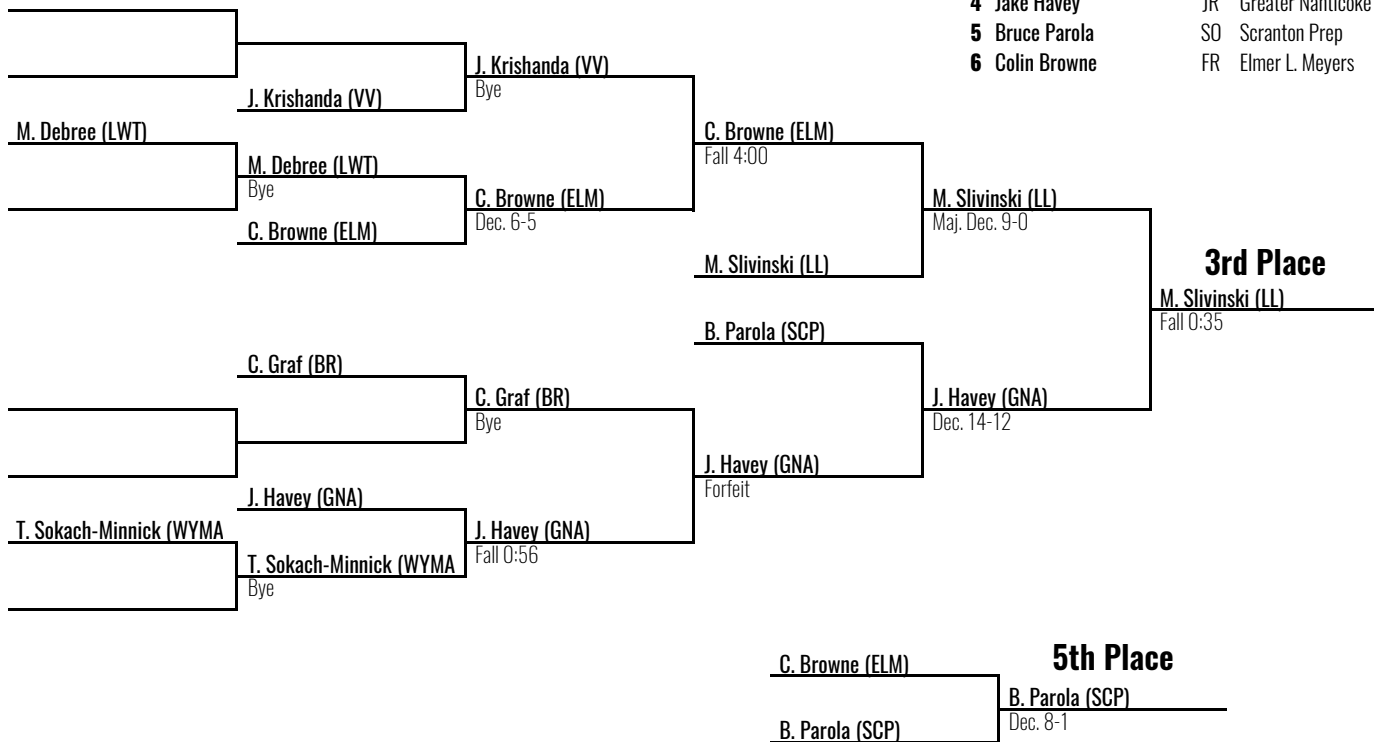 4 Jake Havey JR Greater Nanticoke
5 Bruce Parola SO Scranton Prep
6 Colin Browne FR Elmer L. Meyers
J. Krishanda (VV)
Bye
J. Krishanda (VV)
M. Debree (LWT)
C. Browne (ELM)
Fall 4:00
M. Debree (LWT)
Bye
C. Browne (ELM)
Dec. 6-5
C. Browne (ELM)
M. Slivinski (LL)
Maj. Dec. 9-0
M. Slivinski (LL)
3rd Place
M. Slivinski (LL)
Fall 0:35
B. Parola (SCP)
C. Graf (BR)
C. Graf (BR)
Bye
J. Havey (GNA)
Dec. 14-12
J. Havey (GNA)
Forfeit
J. Havey (GNA)
T. Sokach-Minnick (WYMA
J. Havey (GNA)
Fall 0:56
T. Sokach-Minnick (WYMA
Bye
5th Place
C. Browne (ELM)
B. Parola (SCP)
Dec. 8-1
B. Parola (SCP)